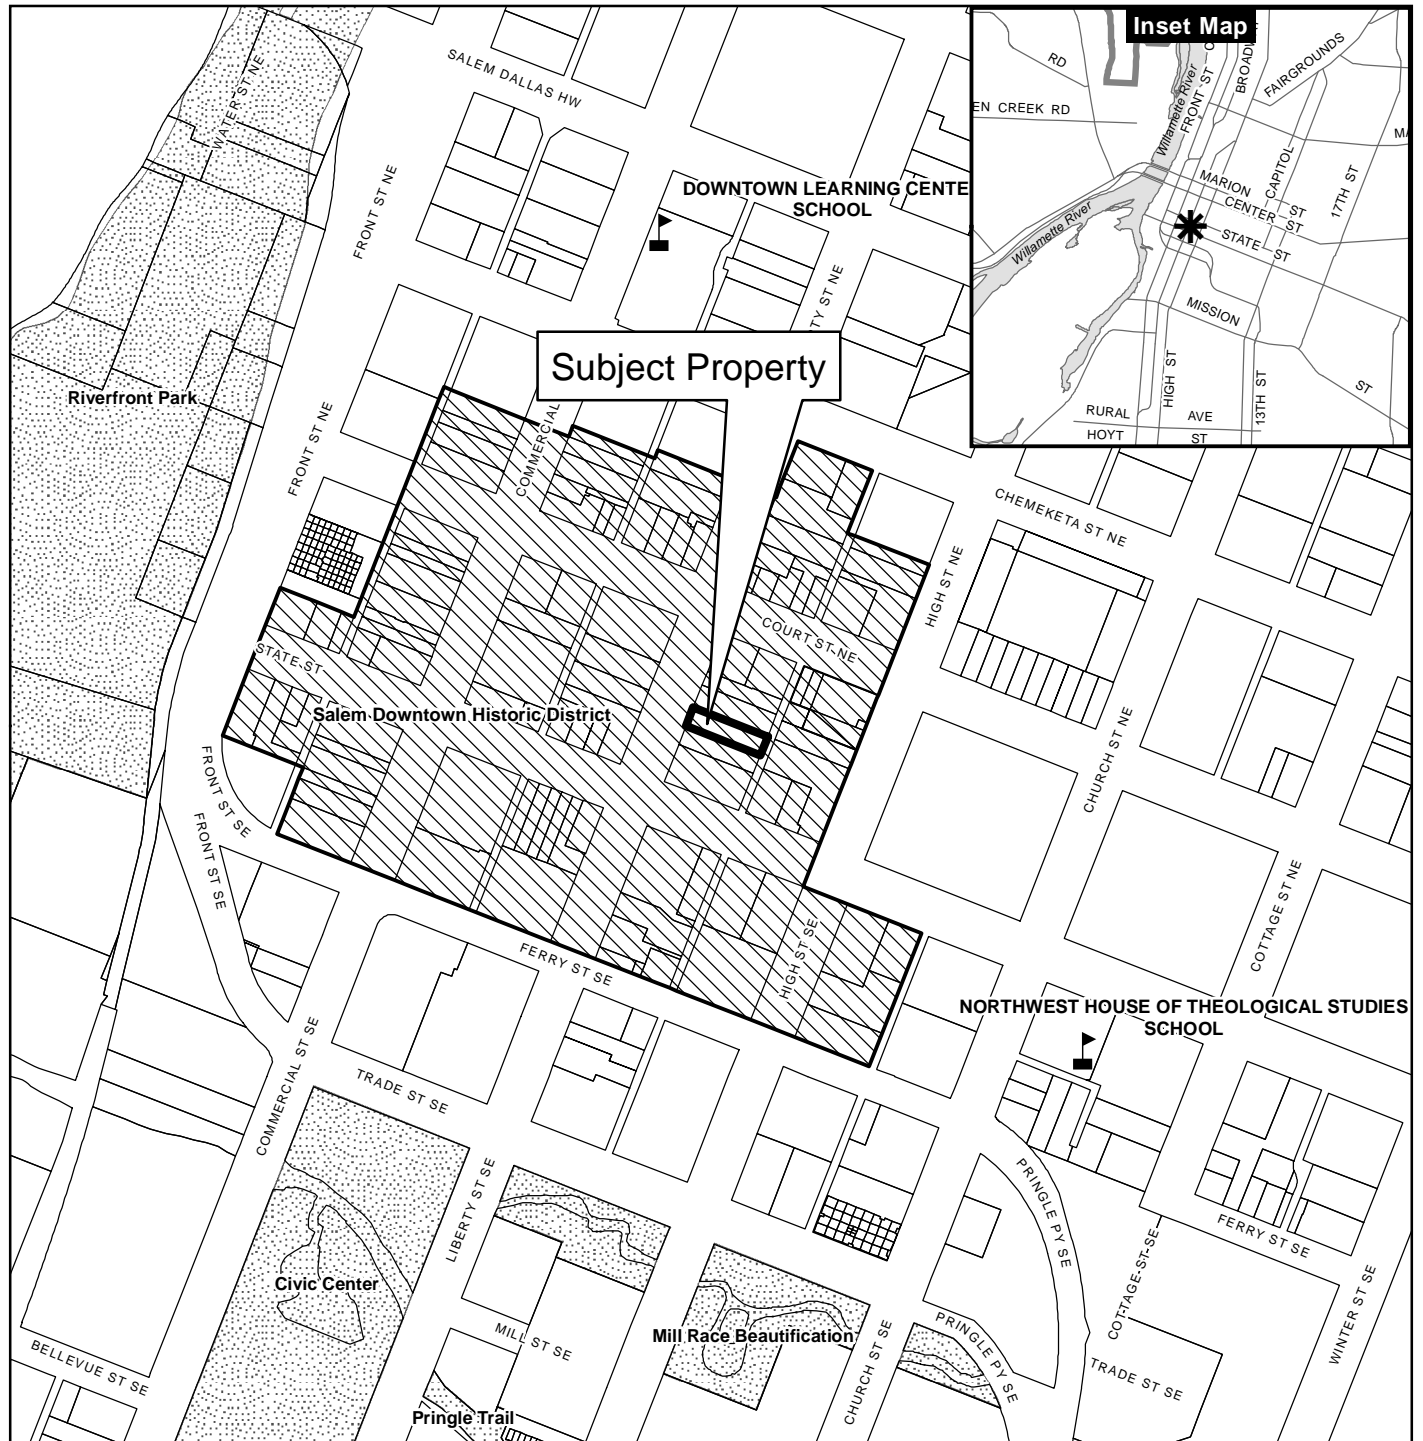 Inset Map
RD
EN CREEK RD
Willamette River
FRONT ST
BROADW
FAIRGROUNDS
MARION ST
CENTER ST
CAPITOL
17TH ST
STATE ST
Willamette River
MISSION
ST
HIGH ST
13TH ST
RURAL AVE
HOYT ST
SALEM DALLAS HW
WATER ST NE
FRONT ST NE
DOWNTOWN LEARNING CENTE
SCHOOL
TY ST NE
Subject Property
Riverfront Park
FRONT ST NE
COMMERCIAL
CHEMEKETA ST NE
HIGH ST NE
COURT ST NE
STATE ST
Salem Downtown Historic District
CHURCH ST NE
FRONT ST SE
FRONT ST SE
COTTAGE ST NE
FERRY ST SE
HIGH ST SE
NORTHWEST HOUSE OF THEOLOGICAL STUDIES
SCHOOL
COMMERCIAL ST SE
TRADE ST SE
LIBERTY ST SE
PRINGLE PY SE
FERRY ST SE
COTTAGE ST SE
WINTER ST SE
Civic Center
MILL ST SE
Mill Race Beautification
CHURCH ST SE
PRINGLE PY SE
TRADE ST SE
BELLEVUE ST SE
Pringle Trail